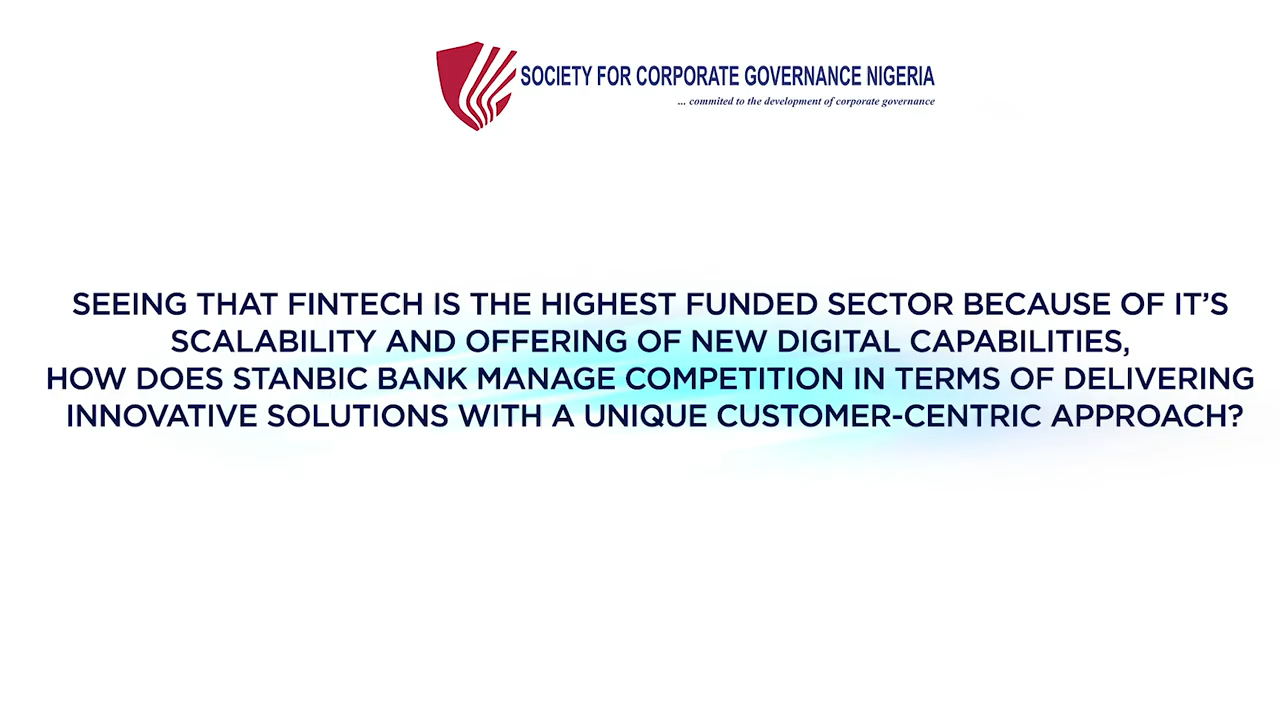 SOCIETY FOR CORPORATE GOVERNANCE NIGERIA
... commited to the development of corporate governance
SEEING THAT FINTECH IS THE HIGHEST FUNDED SECTOR BECAUSE OF IT'S
SCALABILITY AND OFFERING OF NEW DIGITAL CAPABILITIES,
HOW DOES STANBIC BANK MANAGE COMPETITION IN TERMS OF DELIVERING
INNOVATIVE SOLUTIONS WITH A UNIQUE CUSTOMER-CENTRIC APPROACH?